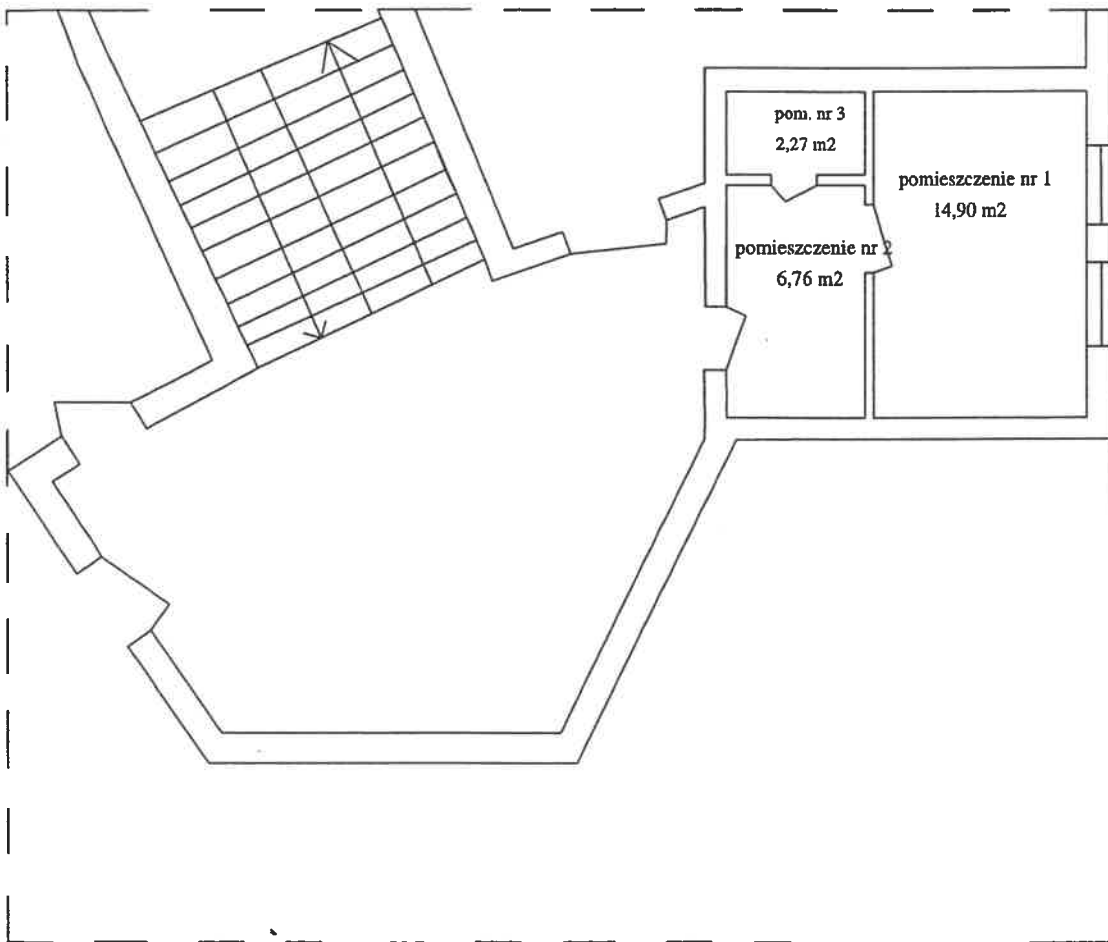 pom. nr 3
2,27 m2
pomieszczenie nr 1
14,90 m2
pomieszczenie nr 2
6,76 m2